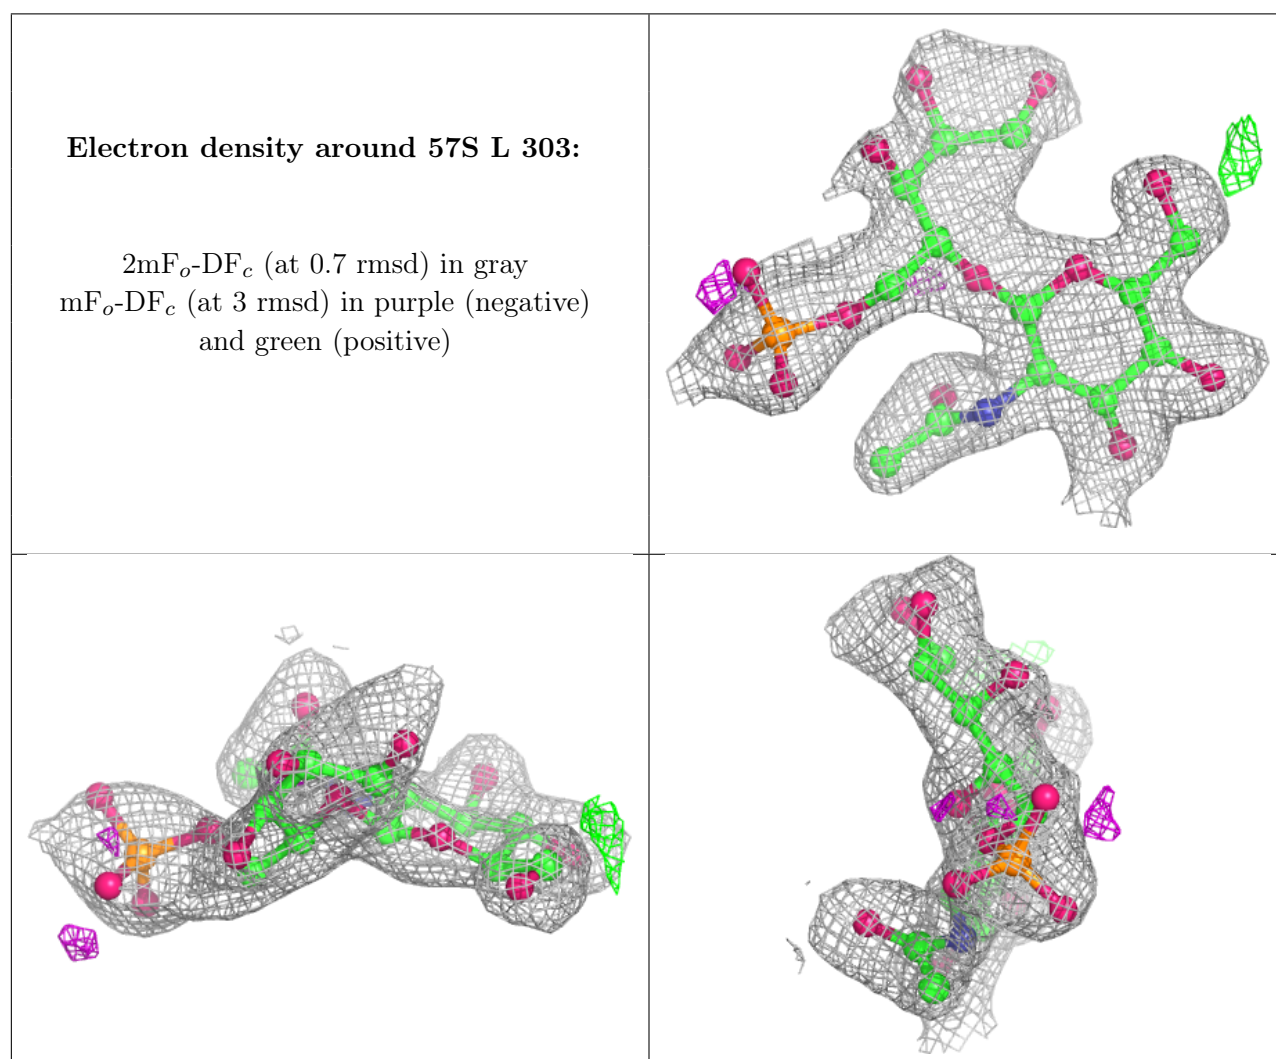 Electron density around 57S L 303:
2mFo-DFc (at 0.7 rmsd) in gray
mFo-DFc (at 3 rmsd) in purple (negative)
and green (positive)